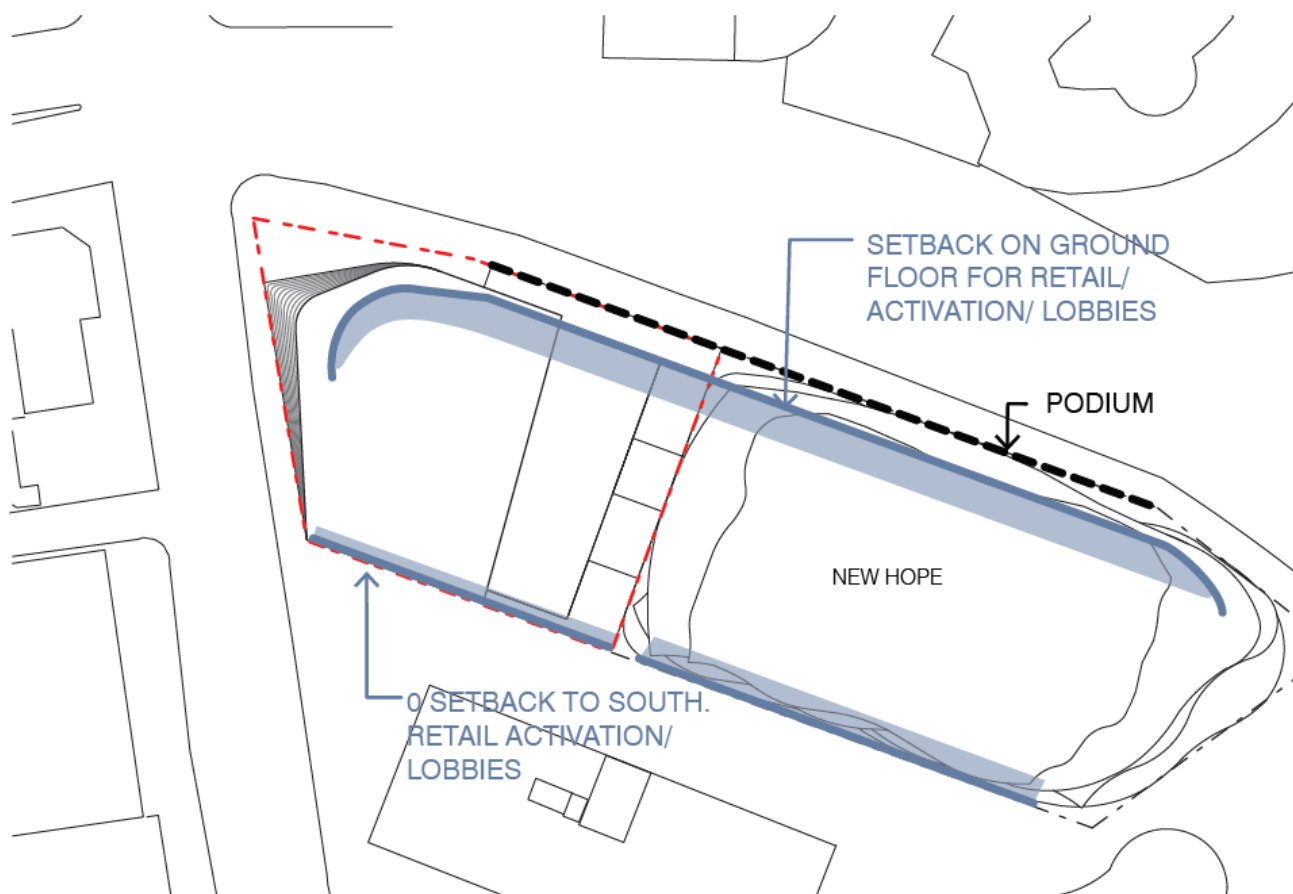 SETBACK ON GROUND
FLOOR FOR RETAIL/
ACTIVATION/ LOBBIES
PODIUM
NEW HOPE
0 SETBACK TO SOUTH.
RETAIL ACTIVATION/
LOBBIES